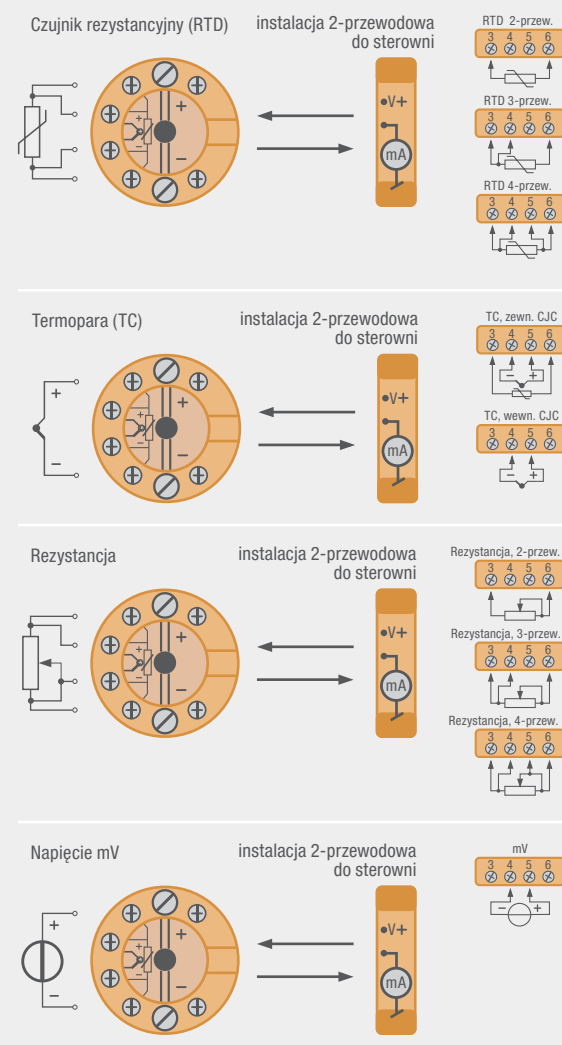 Czujnik rezystancyjny (RTD)
instalacja 2-przewodowa
do sterowni
+
–
+
–
•V+
mA
RTD 2-przew.
3 4 5 6
RTD 3-przew.
3 4 5 6
RTD 4-przew.
3 4 5 6
Termopara (TC)
instalacja 2-przewodowa
do sterowni
+
–
+
–
+
–
•V+
mA
TC, zewn. CJC
3 4 5 6
– +
TC, wewn. CJC
3 4 5 6
– +
Rezystancja
instalacja 2-przewodowa
do sterowni
+
–
+
–
•V+
mA
Rezystancja, 2-przew.
3 4 5 6
Rezystancja, 3-przew.
3 4 5 6
Rezystancja, 4-przew.
3 4 5 6
Napięcie mV
instalacja 2-przewodowa
do sterowni
+
–
+
–
+
–
•V+
mA
mV
3 4 5 6
– +